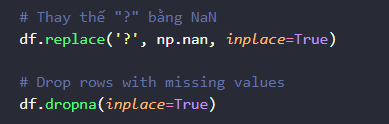 # Thay thế "?" bằng NaN
df.replace('?', np.nan, inplace=True)
# Drop rows with missing values
df.dropna(inplace=True)